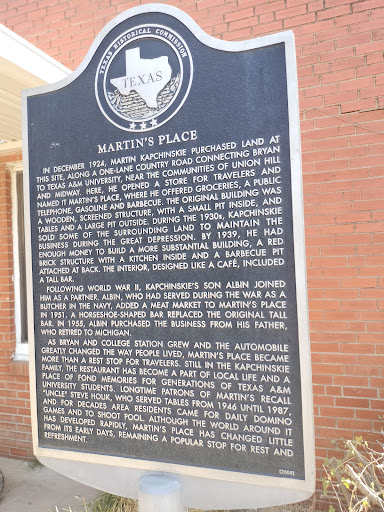 TEXAS HISTORICAL COMMISSION
TEXAS
MARTIN'S PLACE
IN DECEMBER 1924, MARTIN KAPCHINSKIE PURCHASED LAND AT
THIS SITE, ALONG A ONE-LANE COUNTRY ROAD CONNECTING BRYAN
TO TEXAS A&M UNIVERSITY, NEAR THE COMMUNITIES OF UNION HILL
AND MIDWAY. HERE, HE OPENED A STORE FOR TRAVELERS AND
NAMED IT MARTIN'S PLACE, WHERE HE OFFERED GROCERIES, A PUBLIC
TELEPHONE, GASOLINE AND BARBECUE. THE ORIGINAL BUILDING WAS
A WOODEN, SCREENED STRUCTURE, WITH A SMALL PIT INSIDE, AND
TABLES AND A LARGE PIT OUTSIDE. DURING THE 1930s, KAPCHINSKIE
SOLD SOME OF THE SURROUNDING LAND TO MAINTAIN THE
BUSINESS DURING THE GREAT DEPRESSION. BY 1939, HE HAD
ENOUGH MONEY TO BUILD A MORE SUBSTANTIAL BUILDING, A RED
BRICK STRUCTURE WITH A KITCHEN INSIDE AND A BARBECUE PIT
ATTACHED AT BACK. THE INTERIOR, DESIGNED LIKE A CAFÉ, INCLUDED
A TALL BAR.
FOLLOWING WORLD WAR II, KAPCHINSKIE'S SON ALBIN JOINED
HIM AS A PARTNER. ALBIN, WHO HAD SERVED DURING THE WAR AS A
BUTCHER IN THE NAVY, ADDED A MEAT MARKET TO MARTIN'S PLACE
IN 1951. A HORSESHOE-SHAPED BAR REPLACED THE ORIGINAL TALL
BAR. IN 1955, ALBIN PURCHASED THE BUSINESS FROM HIS FATHER,
WHO RETIRED TO MICHIGAN.
AS BRYAN AND COLLEGE STATION GREW AND THE AUTOMOBILE
GREATLY CHANGED THE WAY PEOPLE LIVED, MARTIN'S PLACE BECAME
MORE THAN A REST STOP FOR TRAVELERS. STILL IN THE KAPCHINSKIE
FAMILY, THE RESTAURANT HAS BECOME A PART OF LOCAL LIFE AND A
PLACE OF FOND MEMORIES FOR GENERATIONS OF TEXAS A&M
UNIVERSITY STUDENTS. LONGTIME PATRONS OF MARTIN'S RECALL
"UNCLE" STEVE HOLIK, WHO SERVED TABLES FROM 1946 UNTIL 1987,
AND FOR DECADES AREA RESIDENTS CAME FOR DAILY DOMINO
GAMES AND TO SHOOT POOL. ALTHOUGH THE WORLD AROUND IT
HAS DEVELOPED RAPIDLY, MARTIN'S PLACE HAS CHANGED LITTLE
FROM ITS EARLY DAYS, REMAINING A POPULAR STOP FOR REST AND
REFRESHMENT.